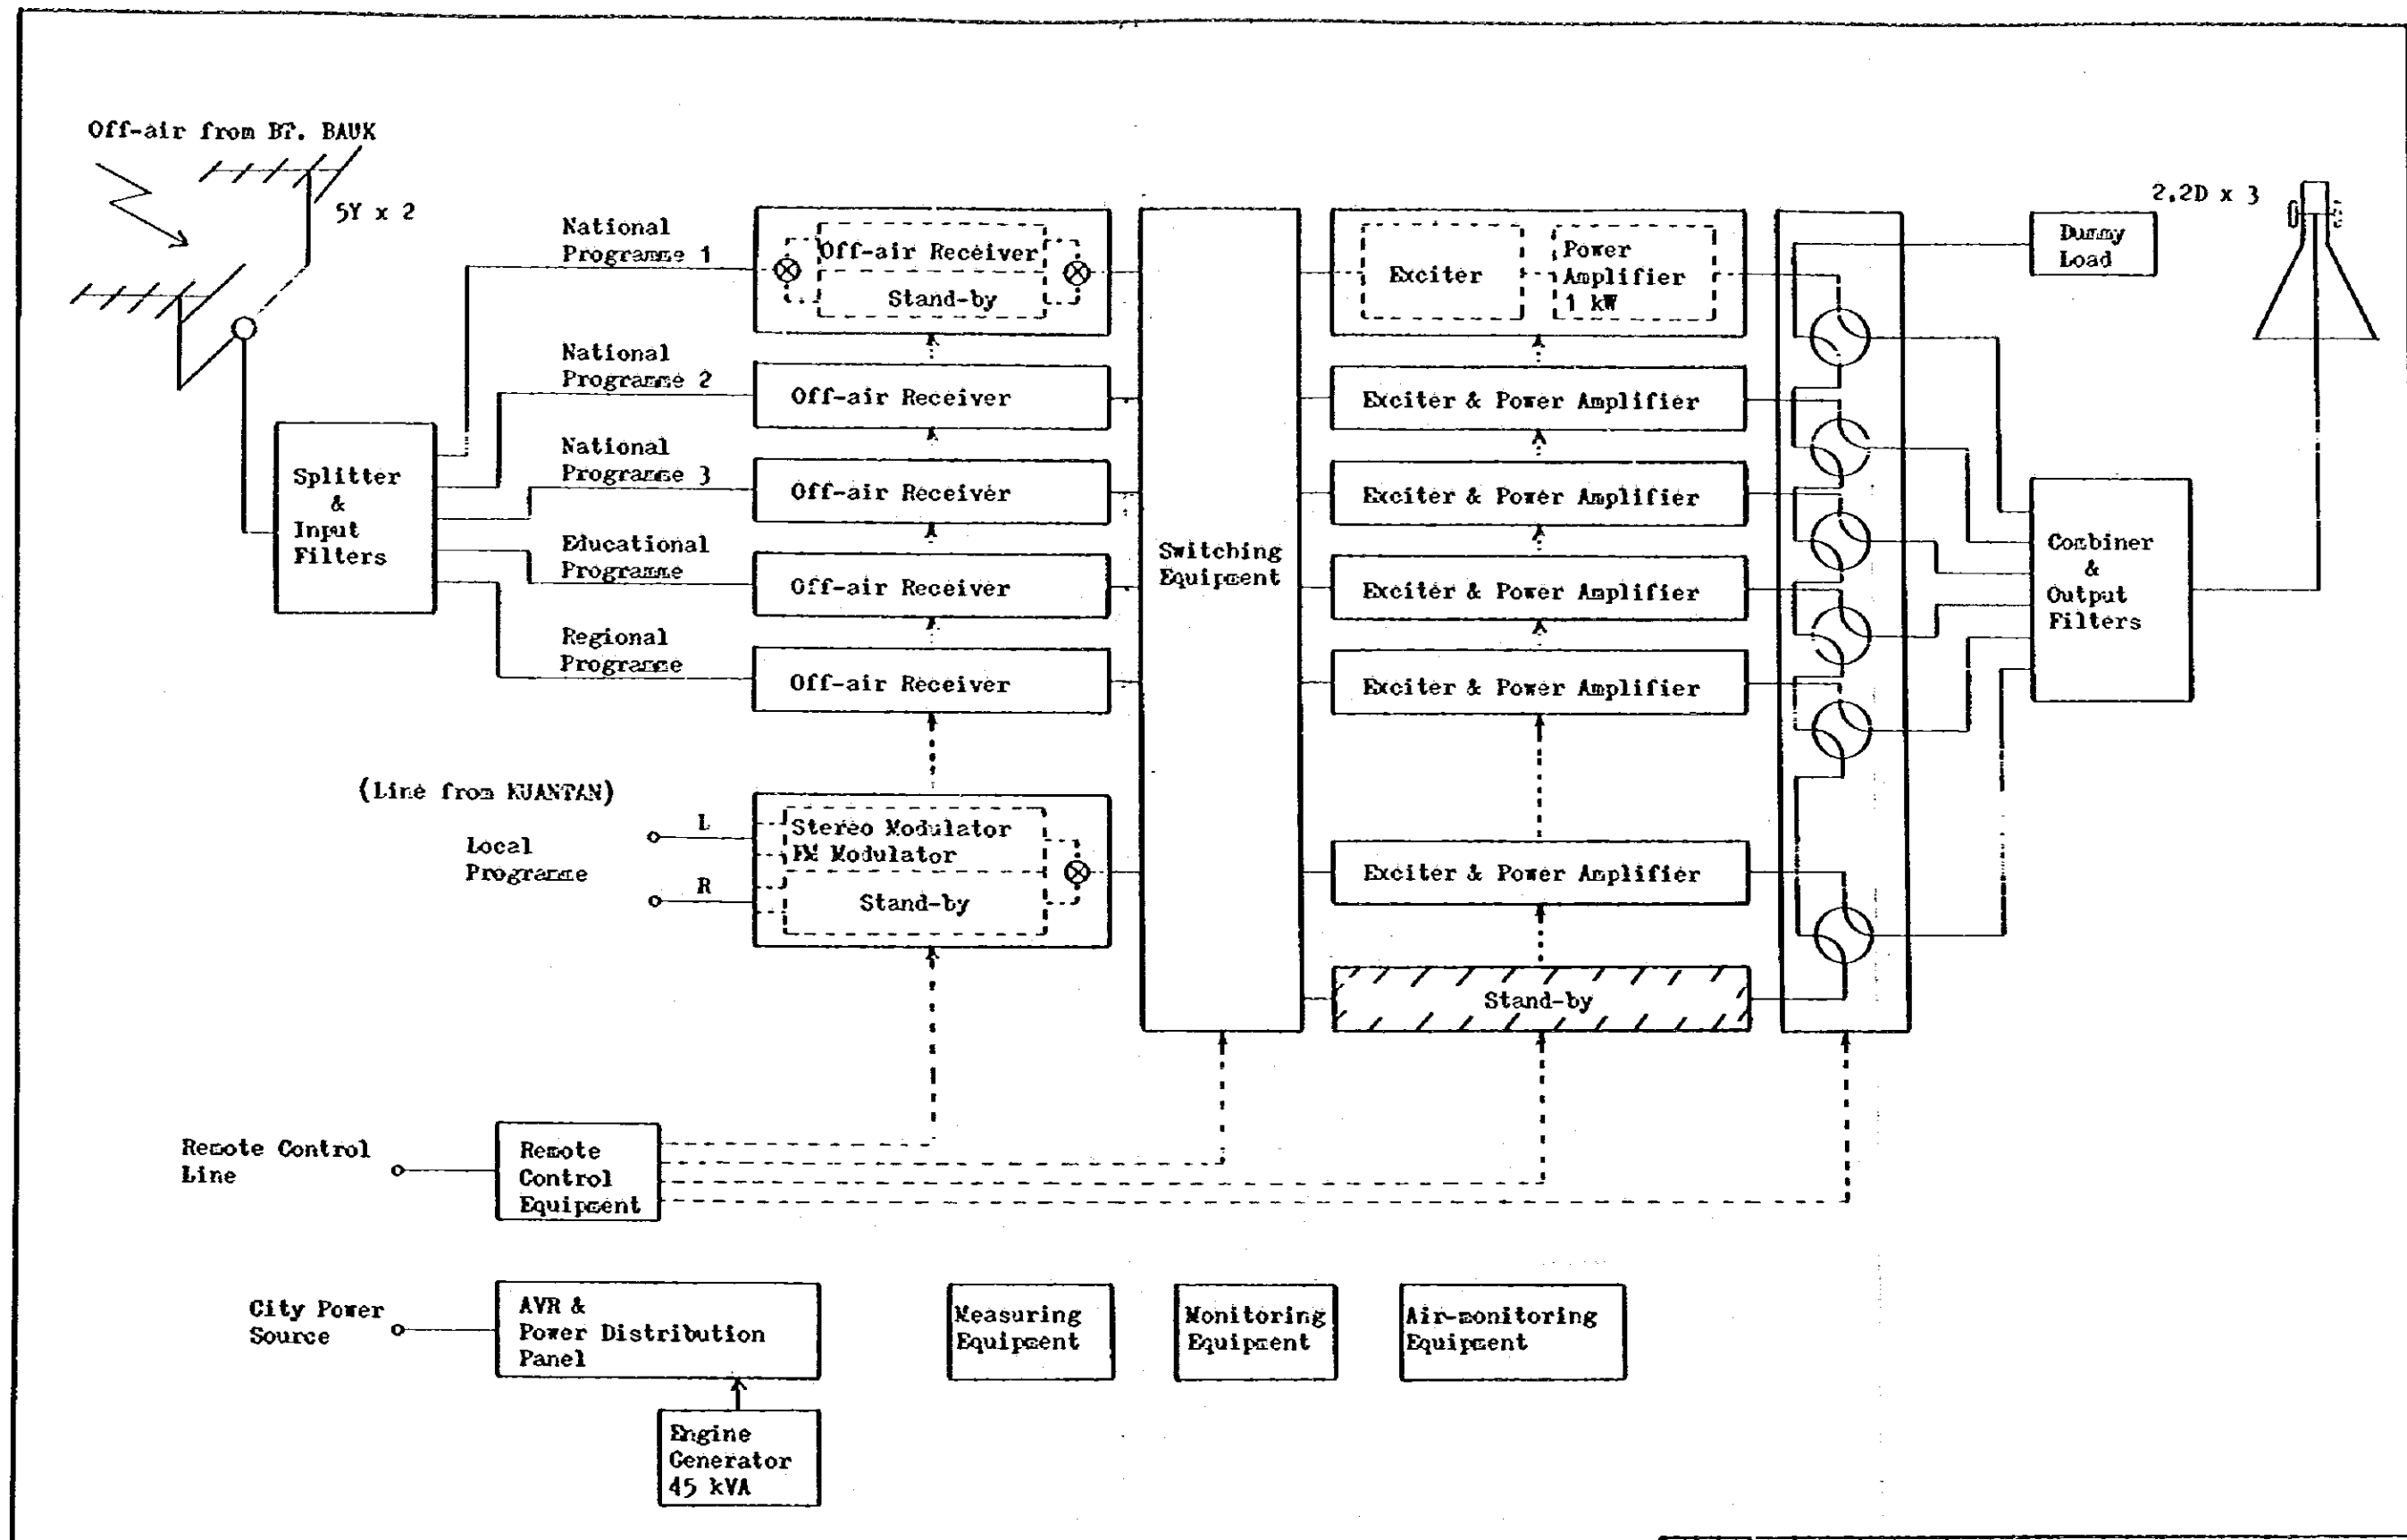 Off-air from BT. BAUK
5Y x 2
2.2D x 3
National
Programme 1
Off-air Receiver
Stand-by
Exciter
Power
Amplifier
1 kW
Dummy
Load
National
Programme 2
Off-air Receiver
Exciter & Power Amplifier
National
Programme 3
Off-air Receiver
Exciter & Power Amplifier
Splitter
&
Input
Filters
Educational
Programme
Off-air Receiver
Switching
Equipment
Exciter & Power Amplifier
Combiner
&
Output
Filters
Regional
Programme
Off-air Receiver
Exciter & Power Amplifier
(Line from KUANTAN)
Local
Programme
L
R
Stereo Modulator
FM Modulator
Stand-by
Exciter & Power Amplifier
Stand-by
Remote Control
Line
Remote
Control
Equipment
City Power
Source
AVR &
Power Distribution
Panel
Measuring
Equipment
Monitoring
Equipment
Air-monitoring
Equipment
Engine
Generator
45 kVA